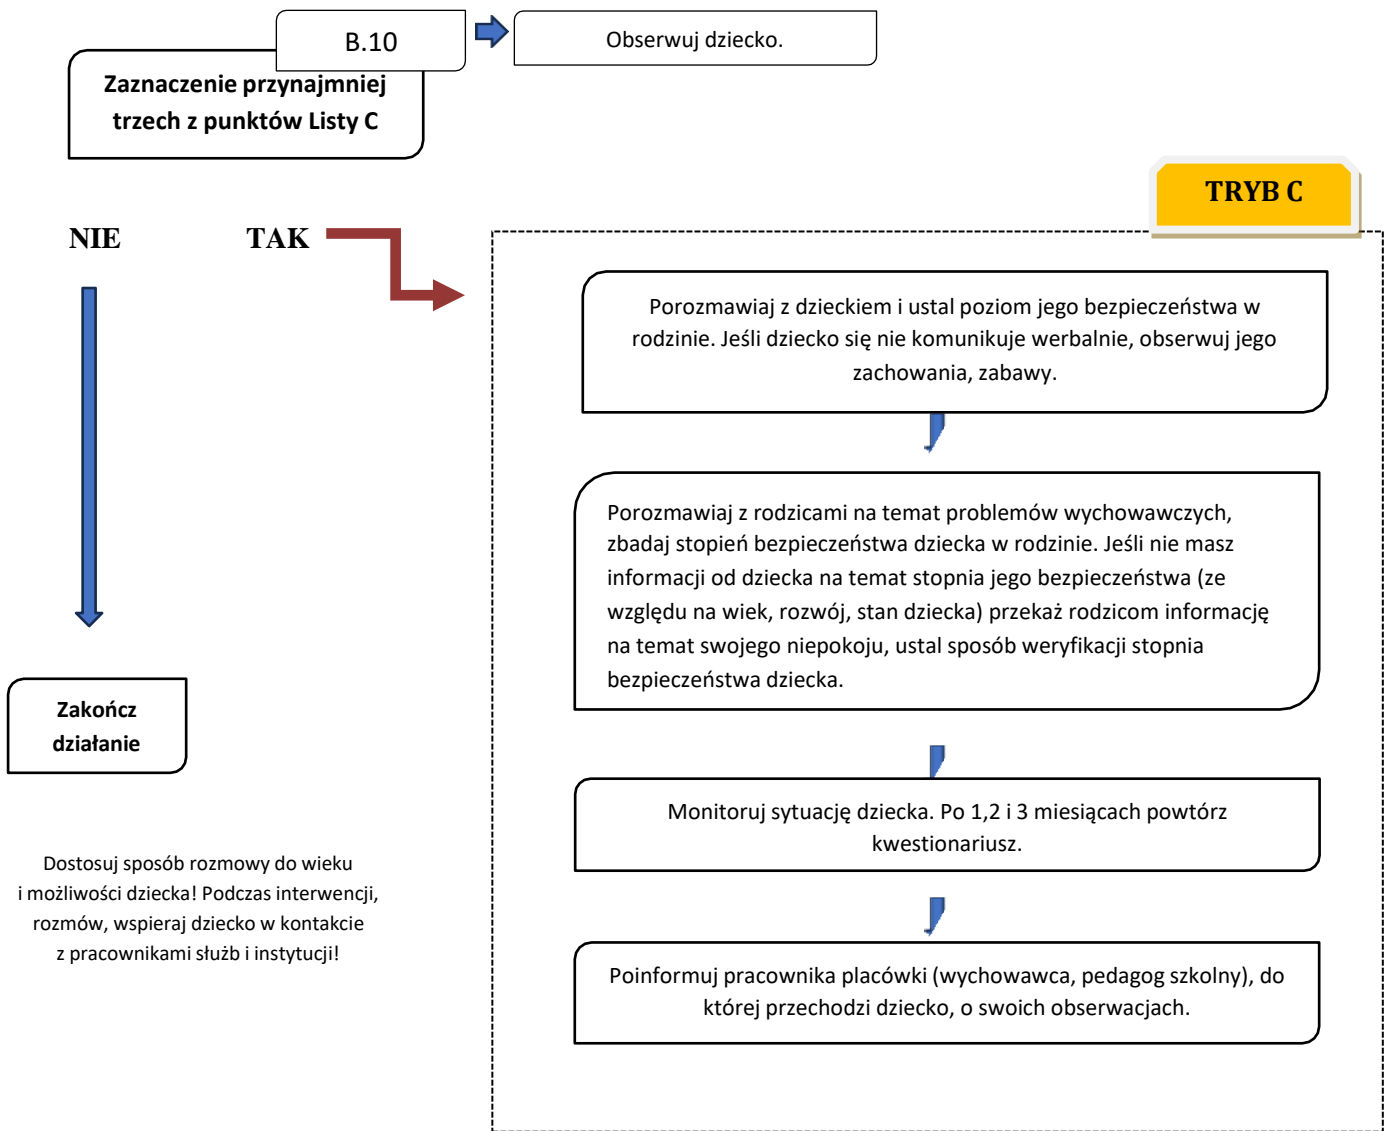 B.10
Obserwuj dziecko.
Zaznaczenie przynajmniej
trzech z punktów Listy C
TRYB C
NIE
TAK
Porozmawiaj z dzieckiem i ustal poziom jego bezpieczeństwa w
rodzinie. Jeśli dziecko się nie komunikuje werbalnie, obserwuj jego
zachowania, zabawy.
Porozmawiaj z rodzicami na temat problemów wychowawczych,
zbadaj stopień bezpieczeństwa dziecka w rodzinie. Jeśli nie masz
informacji od dziecka na temat stopnia jego bezpieczeństwa (ze
względu na wiek, rozwój, stan dziecka) przekaż rodzicom informację
na temat swojego niepokoju, ustal sposób weryfikacji stopnia
bezpieczeństwa dziecka.
Zakończ
działanie
Monitoruj sytuację dziecka. Po 1,2 i 3 miesiącach powtórz
kwestionariusz.
Dostosuj sposób rozmowy do wieku
i możliwości dziecka! Podczas interwencji,
rozmów, wspieraj dziecko w kontakcie
z pracownikami służb i instytucji!
Poinformuj pracownika placówki (wychowawca, pedagog szkolny), do
której przechodzi dziecko, o swoich obserwacjach.